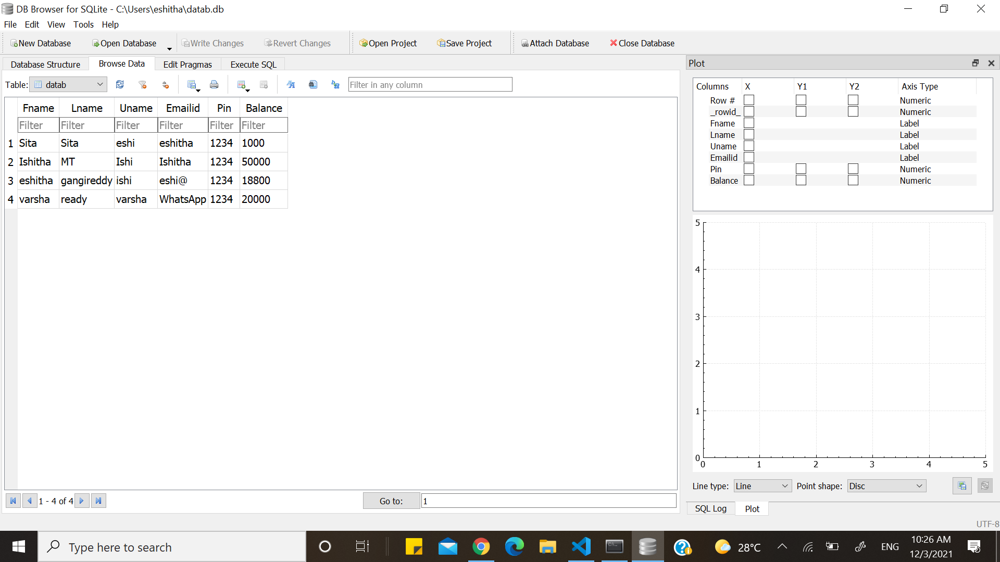 DB Browser for SQLite - C:\Users\eshitha\datab.db
File Edit View Tools Help
New Database Open Database Write Changes Revert Changes Open Project Save Project Attach Database Close Database
Database Structure Browse Data Edit Pragmas Execute SQL
Table: datab Filter in any column
Fname Lname Uname Emailid Pin Balance
Filter Filter Filter Filter Filter Filter
1 Sita Sita eshi eshitha 1234 1000
2 Ishitha MT Ishi Ishitha 1234 50000
3 eshitha gangireddy ishi eshi@ 1234 18800
4 varsha ready varsha WhatsApp 1234 20000
1 - 4 of 4 Go to: 1
Plot
Columns X Y1 Y2 Axis Type
Row # Numeric
_rowid_ Numeric
Fname Label
Lname Label
Uname Label
Emailid Label
Pin Numeric
Balance Numeric
5
4
3
2
1
0
0 1 2 3 4 5
Line type: Line Point shape: Disc
SQL Log Plot
UTF-8
Type here to search
28°C ENG
10:26 AM
12/3/2021